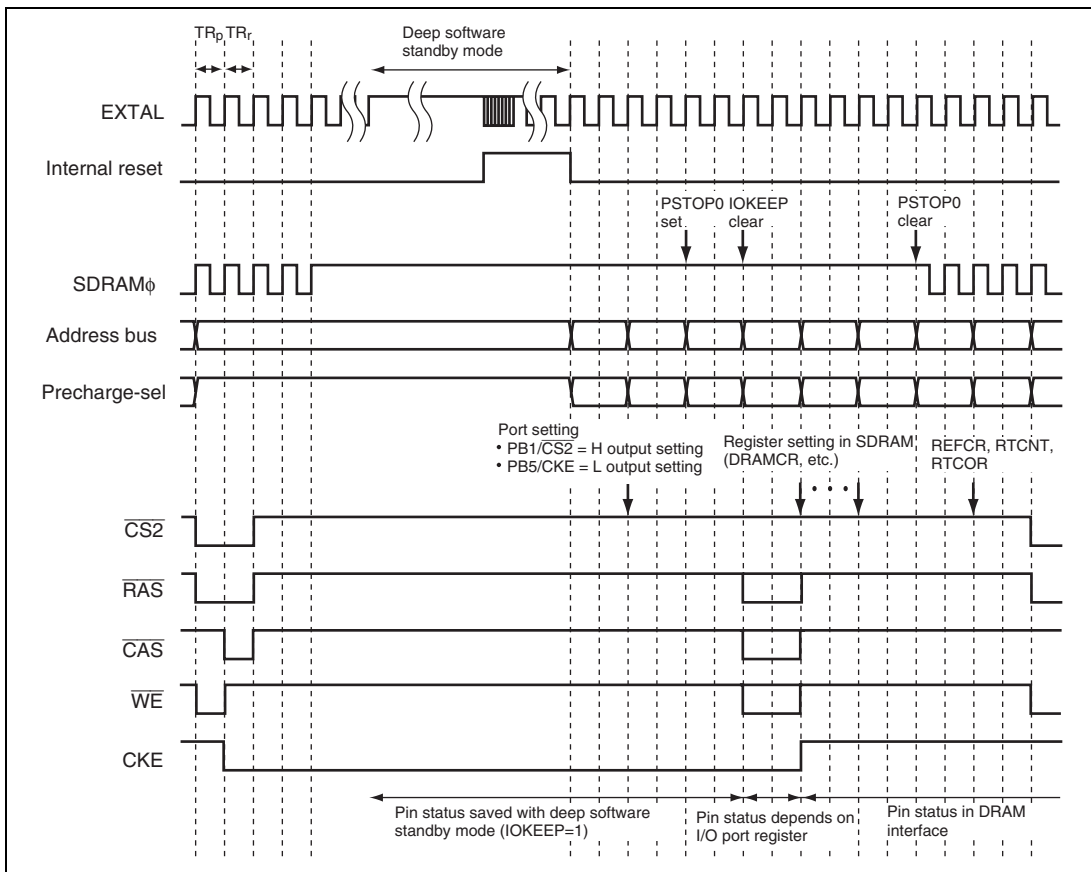 TRp TRr
Deep software
standby mode
EXTAL
Internal reset
PSTOP0 IOKEEP
set clear
PSTOP0
clear
SDRAMϕ
Address bus
Precharge-sel
Port setting
• PB1/CS2 = H output setting
• PB5/CKE = L output setting
Register setting in SDRAM
(DRAMCR, etc.)
REFCR, RTCNT,
RTCOR
CS2
RAS
CAS
WE
CKE
Pin status saved with deep software
standby mode (IOKEEP=1)
Pin status depends on
I/O port register
Pin status in DRAM
interface